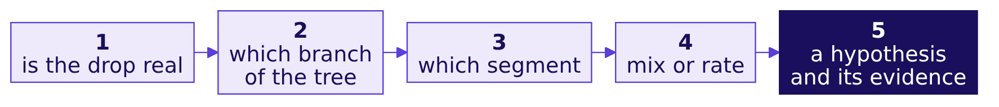 1
is the drop real
2
which branch
of the tree
3
which segment
4
mix or rate
5
a hypothesis
and its evidence